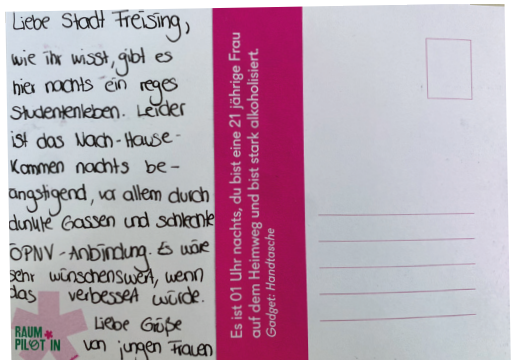 Liebe Stadt Freising,
wie ihr wisst, gibt es
hier nachts ein reges
Studentenleben. Leider
ist das Nach-Hause-
Kommen nachts be-
ängstigend, vor allem durch
dunkle Gassen und schlechte
ÖPNV-Anbindung. Es wäre
sehr wünschenswert, wenn
das verbessert würde.
Liebe Grüße
von jungen Frauen
RAUM
PILOT IN
Es ist 01 Uhr nachts, du bist eine 21 jährige Frau
auf dem Heimweg und bist stark alkoholisiert.
Gadget: Handtasche